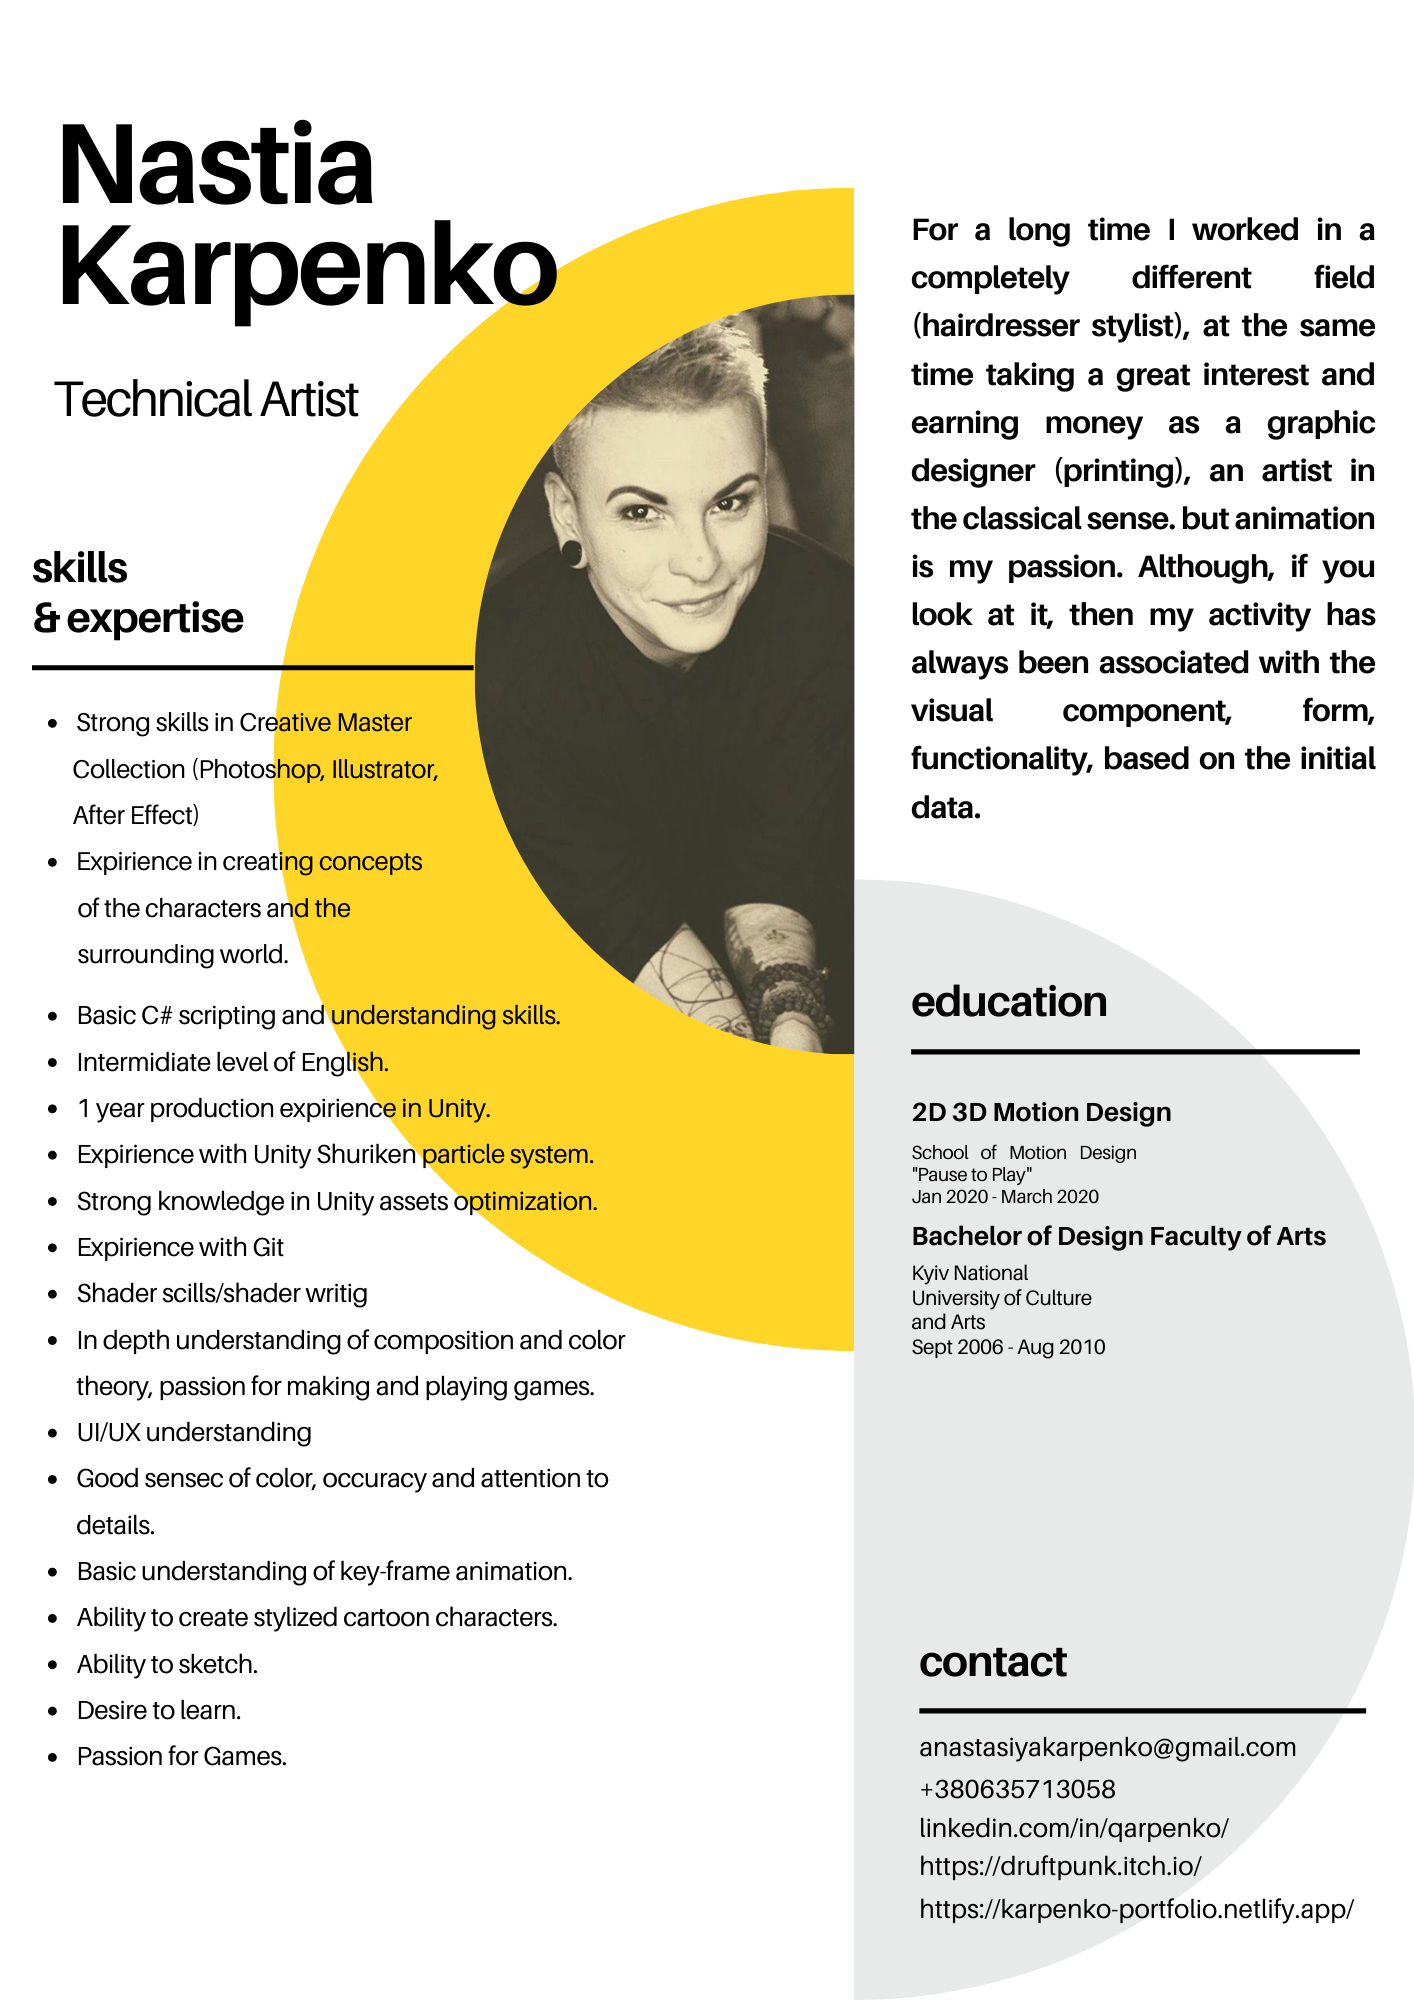 Nastia
Karpenko
Technical Artist
skills
& expertise
• Strong skills in Creative Master
Collection (Photoshop, Illustrator,
After Effect)
• Expirience in creating concepts
of the characters and the
surrounding world.
• Basic C# scripting and understanding skills.
• Intermidiate level of English.
• 1 year production expirience in Unity.
• Expirience with Unity Shuriken particle system.
• Strong knowledge in Unity assets optimization.
• Expirience with Git
• Shader scills/shader writig
• In depth understanding of composition and color
theory, passion for making and playing games.
• UI/UX understanding
• Good sensec of color, occuracy and attention to
details.
• Basic understanding of key-frame animation.
• Ability to create stylized cartoon characters.
• Ability to sketch.
• Desire to learn.
• Passion for Games.
For a long time I worked in a
completely different field
(hairdresser stylist), at the same
time taking a great interest and
earning money as a graphic
designer (printing), an artist in
the classical sense. but animation
is my passion. Although, if you
look at it, then my activity has
always been associated with the
visual component, form,
functionality, based on the initial
data.
education
2D 3D Motion Design
School of Motion Design
"Pause to Play"
Jan 2020 - March 2020
Bachelor of Design Faculty of Arts
Kyiv National
University of Culture
and Arts
Sept 2006 - Aug 2010
contact
anastasiyakarpenko@gmail.com
+380635713058
linkedin.com/in/qarpenko/
https://druftpunk.itch.io/
https://karpenko-portfolio.netlify.app/